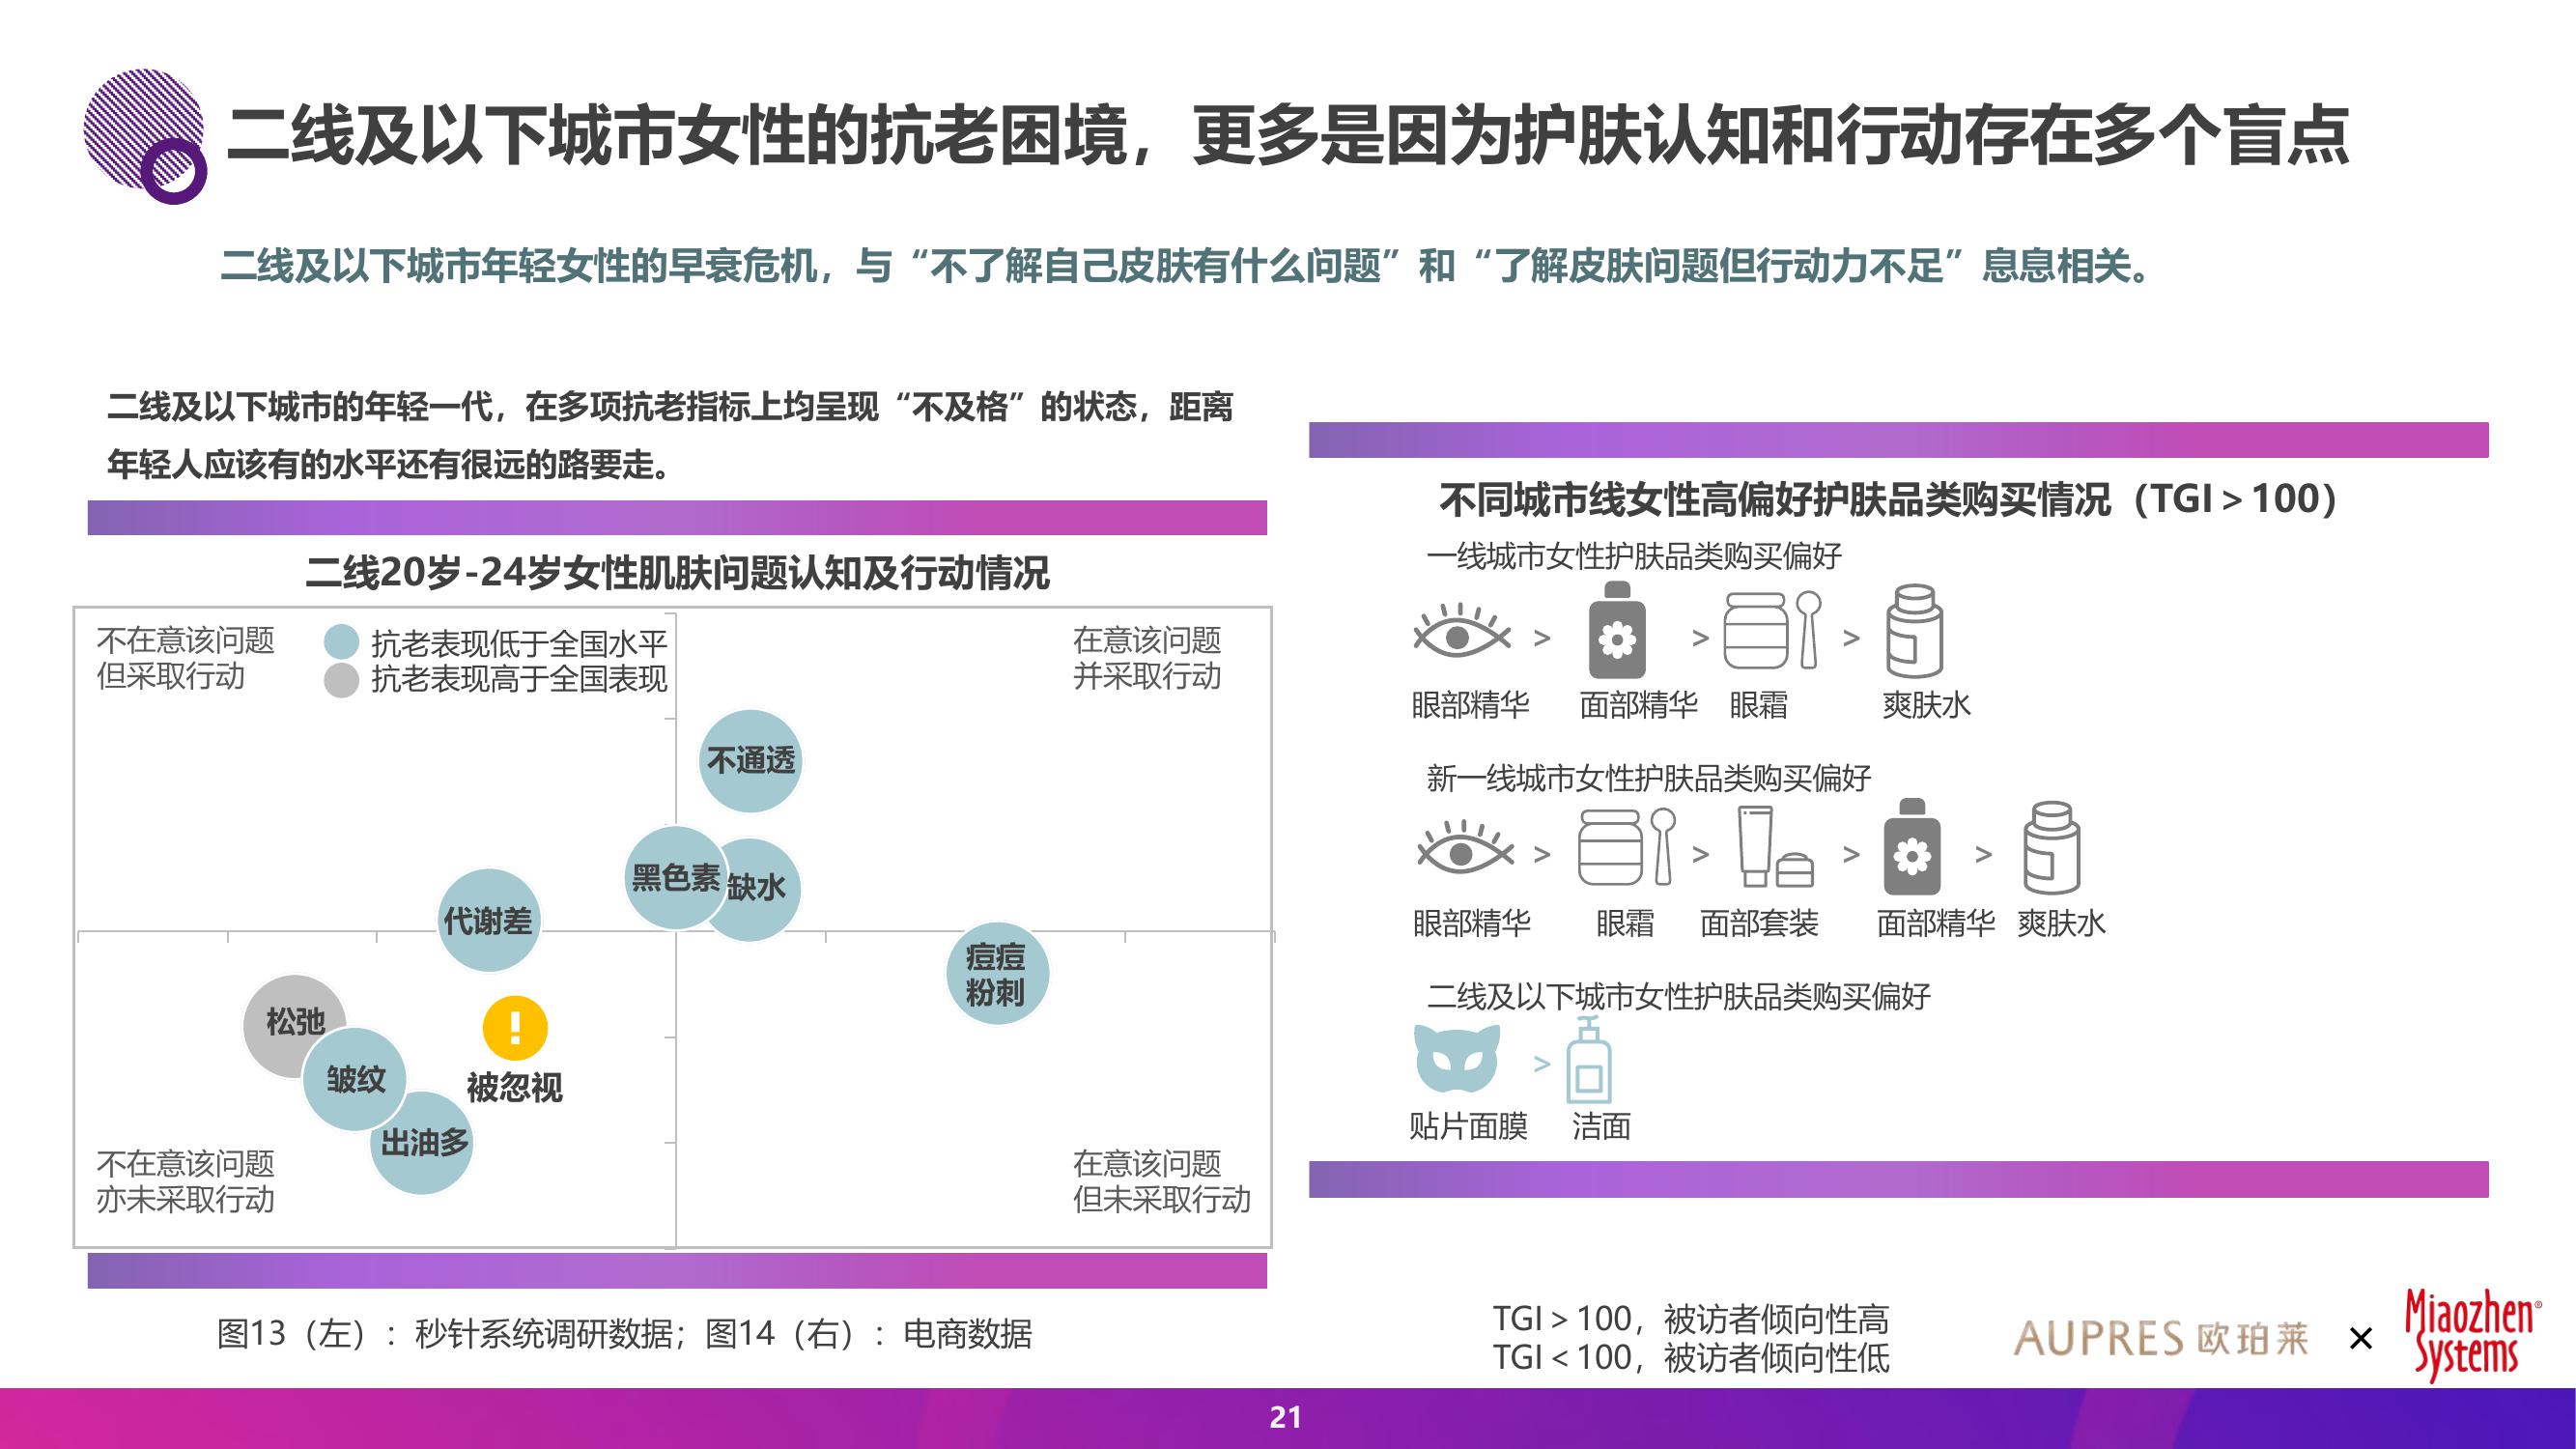 二线及以下城市女性的抗老困境，更多是因为护肤认知和行动存在多个盲点
二线及以下城市年轻女性的早衰危机，与“不了解自己皮肤有什么问题”和“了解皮肤问题但行动力不足”息息相关。
二线及以下城市的年轻一代，在多项抗老指标上均呈现“不及格”的状态，距离
年轻人应该有的水平还有很远的路要走。
二线20岁-24岁女性肌肤问题认知及行动情况
不在意该问题
但采取行动
抗老表现低于全国水平
抗老表现高于全国表现
在意该问题
并采取行动
不通透
黑色素
缺水
代谢差
痘痘
粉刺
松弛
皱纹
出油多
!
被忽视
不在意该问题
亦未采取行动
在意该问题
但未采取行动
图13（左）：秒针系统调研数据；图14（右）：电商数据
不同城市线女性高偏好护肤品类购买情况（TGI＞100）
一线城市女性护肤品类购买偏好
> > >
眼部精华 面部精华 眼霜 爽肤水
新一线城市女性护肤品类购买偏好
> > > >
眼部精华 眼霜 面部套装 面部精华 爽肤水
二线及以下城市女性护肤品类购买偏好
>
贴片面膜 洁面
TGI＞100，被访者倾向性高
TGI＜100，被访者倾向性低
AUPRES 欧珀莱 × Miaozhen®
Systems
21